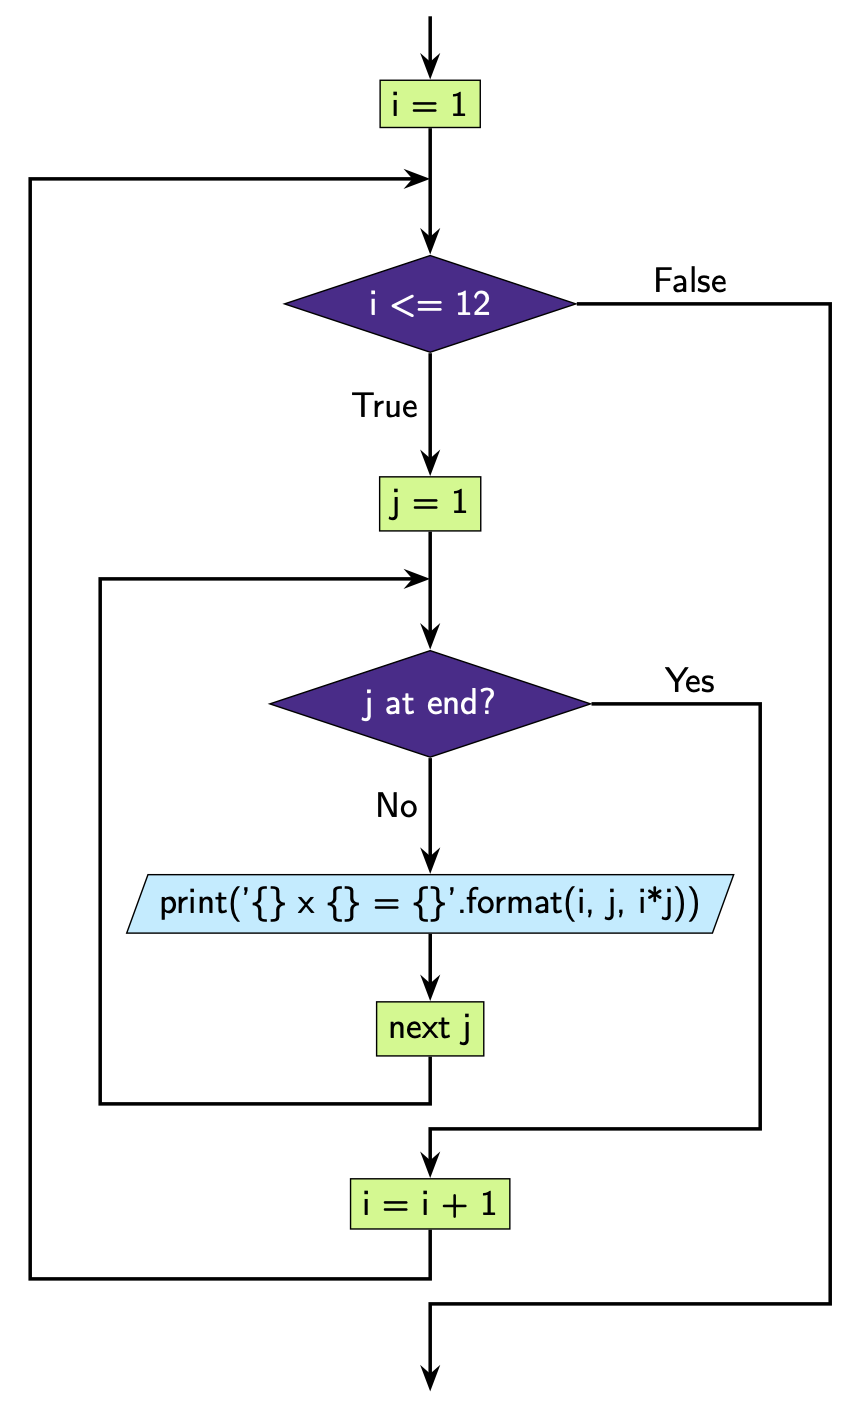 i = 1
i <= 12
False
True
j = 1
j at end?
Yes
No
print('{} x {} = {}'.format(i, j, i*j))
next j
i = i + 1